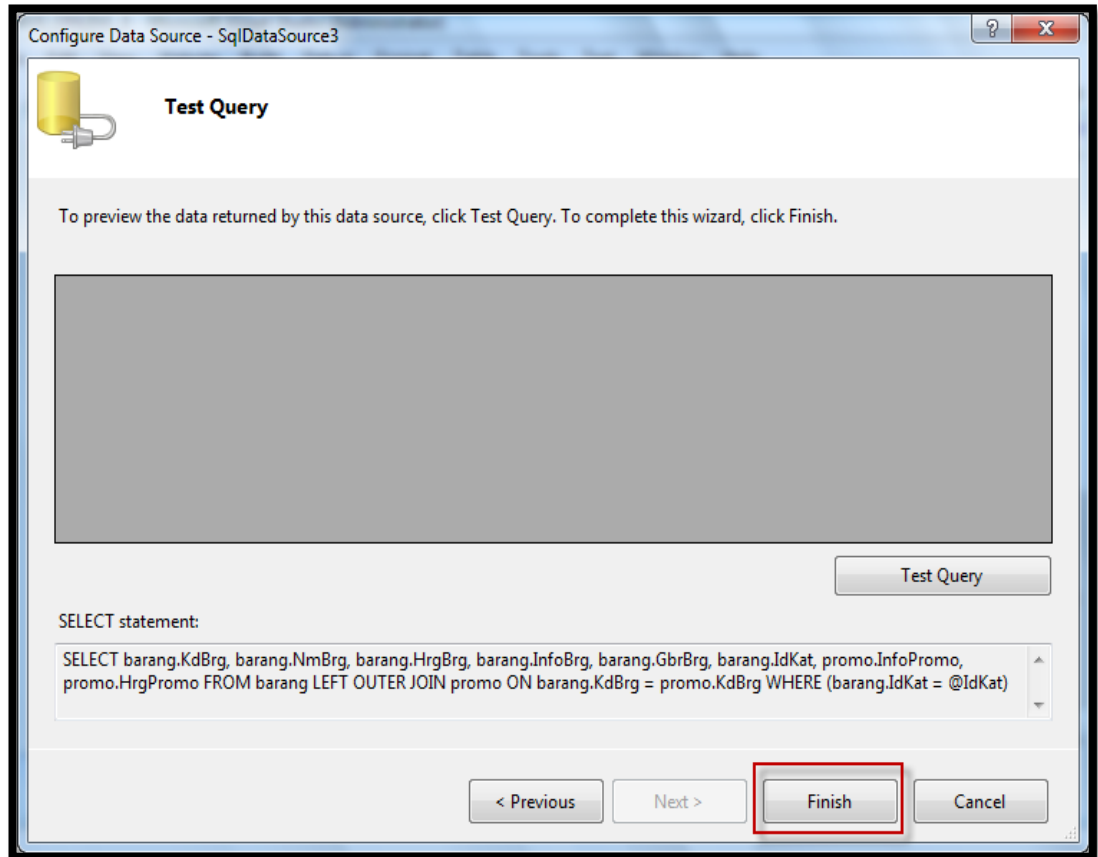 Configure Data Source - SqlDataSource3
?
X
Test Query
To preview the data returned by this data source, click Test Query. To complete this wizard, click Finish.
Test Query
SELECT statement:
SELECT barang.KdBrg, barang.NmBrg, barang.HrgBrg, barang.InfoBrg, barang.GbrBrg, barang.IdKat, promo.InfoPromo,
promo.HrgPromo FROM barang LEFT OUTER JOIN promo ON barang.KdBrg = promo.KdBrg WHERE (barang.IdKat = @IdKat)
< Previous
Next >
Finish
Cancel